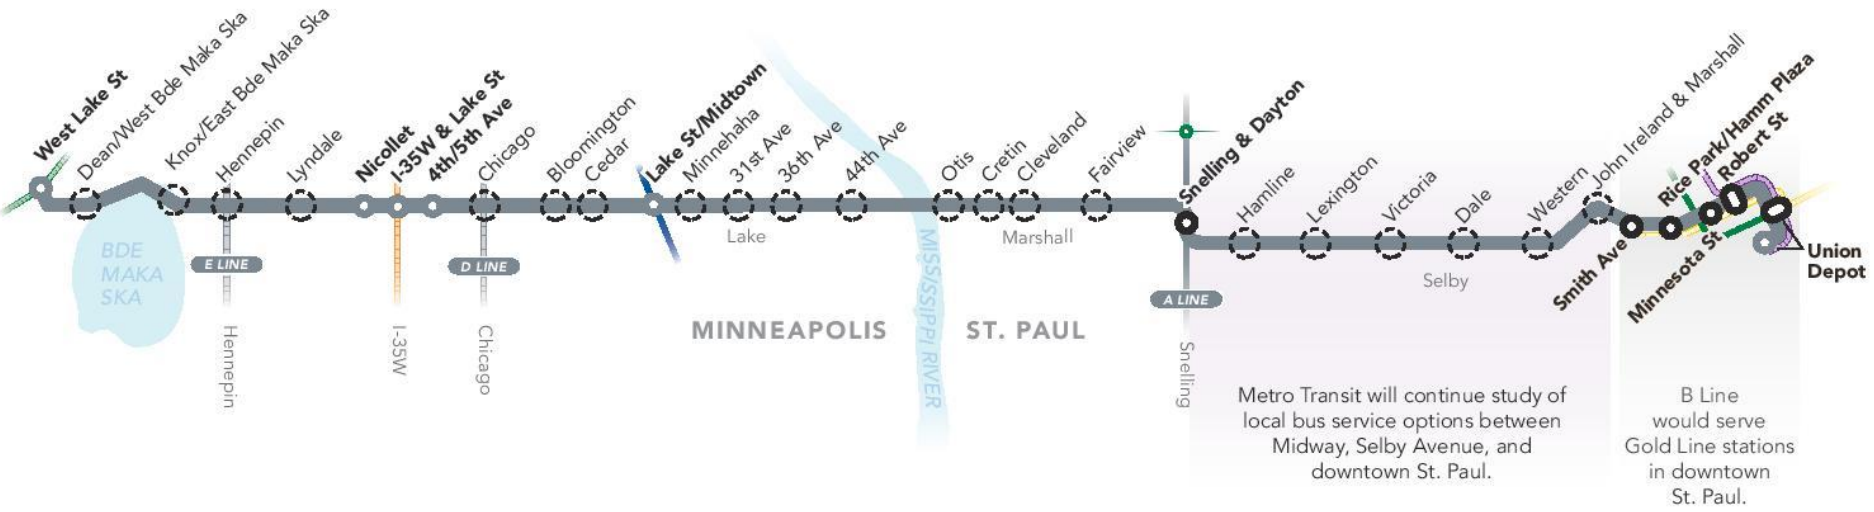 West Lake St
Dean/West Bde Maka Ska
Knox/East Bde Maka Ska
Hennepin
Lyndale
Nicollet
I-35W & Lake St
4th/5th Ave
Chicago
Bloomington
Cedar
Lake St/Midtown
Minnehaha
31st Ave
36th Ave
44th Ave
Otis
Cretin
Cleveland
Fairview
Snelling & Dayton
Hamline
Lexington
Victoria
Dale
Western
John Ireland & Marshall
Smith Ave
Rice Park/Hamm Plaza
Minnesota St
Robert St
Union
Depot
BDE
MAKA
SKA
E LINE
Hennepin
I-35W
D LINE
Chicago
Lake
MISSISSIPPI RIVER
Marshall
MINNEAPOLIS
ST. PAUL
A LINE
Snelling
Selby
Metro Transit will continue study of
local bus service options between
Midway, Selby Avenue, and
downtown St. Paul.
B Line
would serve
Gold Line stations
in downtown
St. Paul.